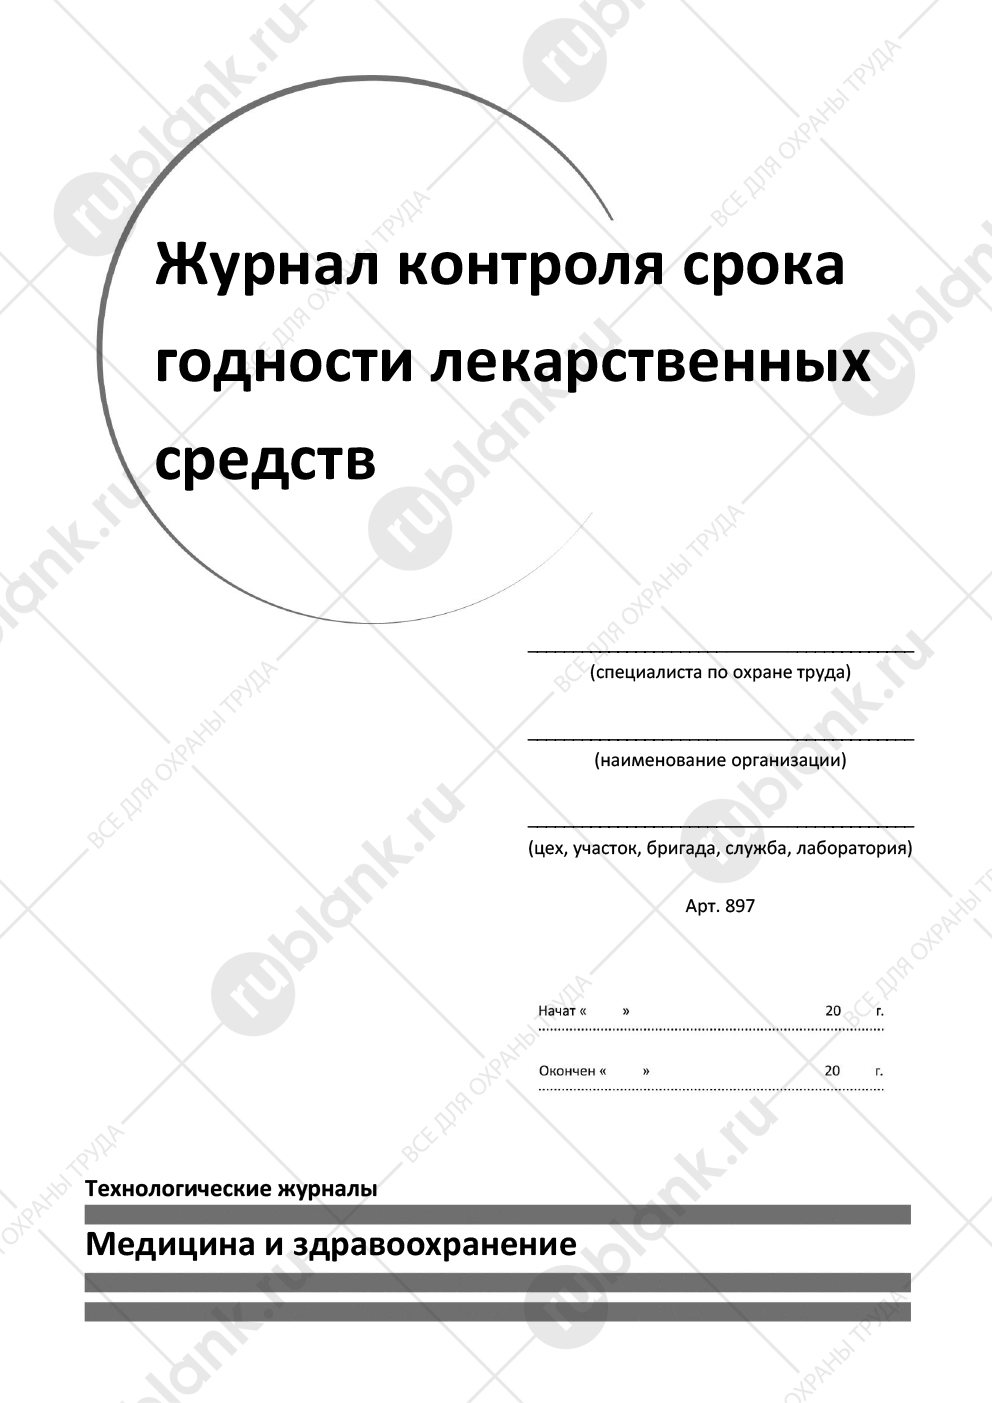 Журнал контроля срока
годности лекарственных
средств
(специалиста по охране труда)
(наименование организации)
(цех, участок, бригада, служба, лаборатория)
Арт. 897
Начат « » 20 г.
Окончен « » 20 г.
Технологические журналы
Медицина и здравоохранение
rublank.ru
ВСЕ ДЛЯ ОХРАНЫ ТРУДА